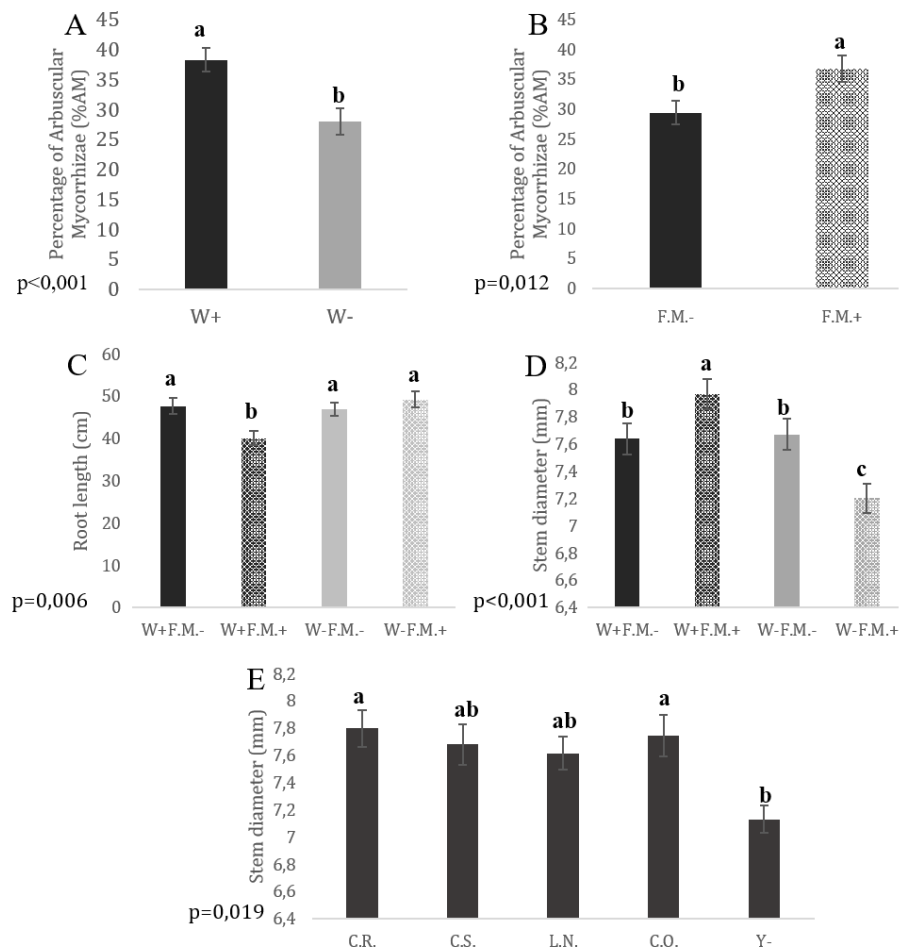 A
Percentage of Arbuscular
Mycorrhizae (%AM)
45
40
35
30
25
20
15
10
5
0
a
b
p<0,001
W+
W-
B
Percentage of Arbuscular
Mycorrhizae (%AM)
45
40
35
30
25
20
15
10
5
0
b
a
p=0,012
F.M.-
F.M.+
C
Root length (cm)
60
50
40
30
20
10
0
a
b
a
a
p=0,006
W+F.M.-
W+F.M.+
W-F.M.-
W-F.M.+
D
Stem diameter (mm)
8,2
8
7,8
7,6
7,4
7,2
7
6,8
6,6
6,4
b
a
b
c
p<0,001
W+F.M.-
W+F.M.+
W-F.M.-
W-F.M.+
E
Stem diameter (mm)
8,2
8
7,8
7,6
7,4
7,2
7
6,8
6,6
6,4
a
ab
ab
a
b
p=0,019
C.R.
C.S.
L.N.
C.O.
Y-